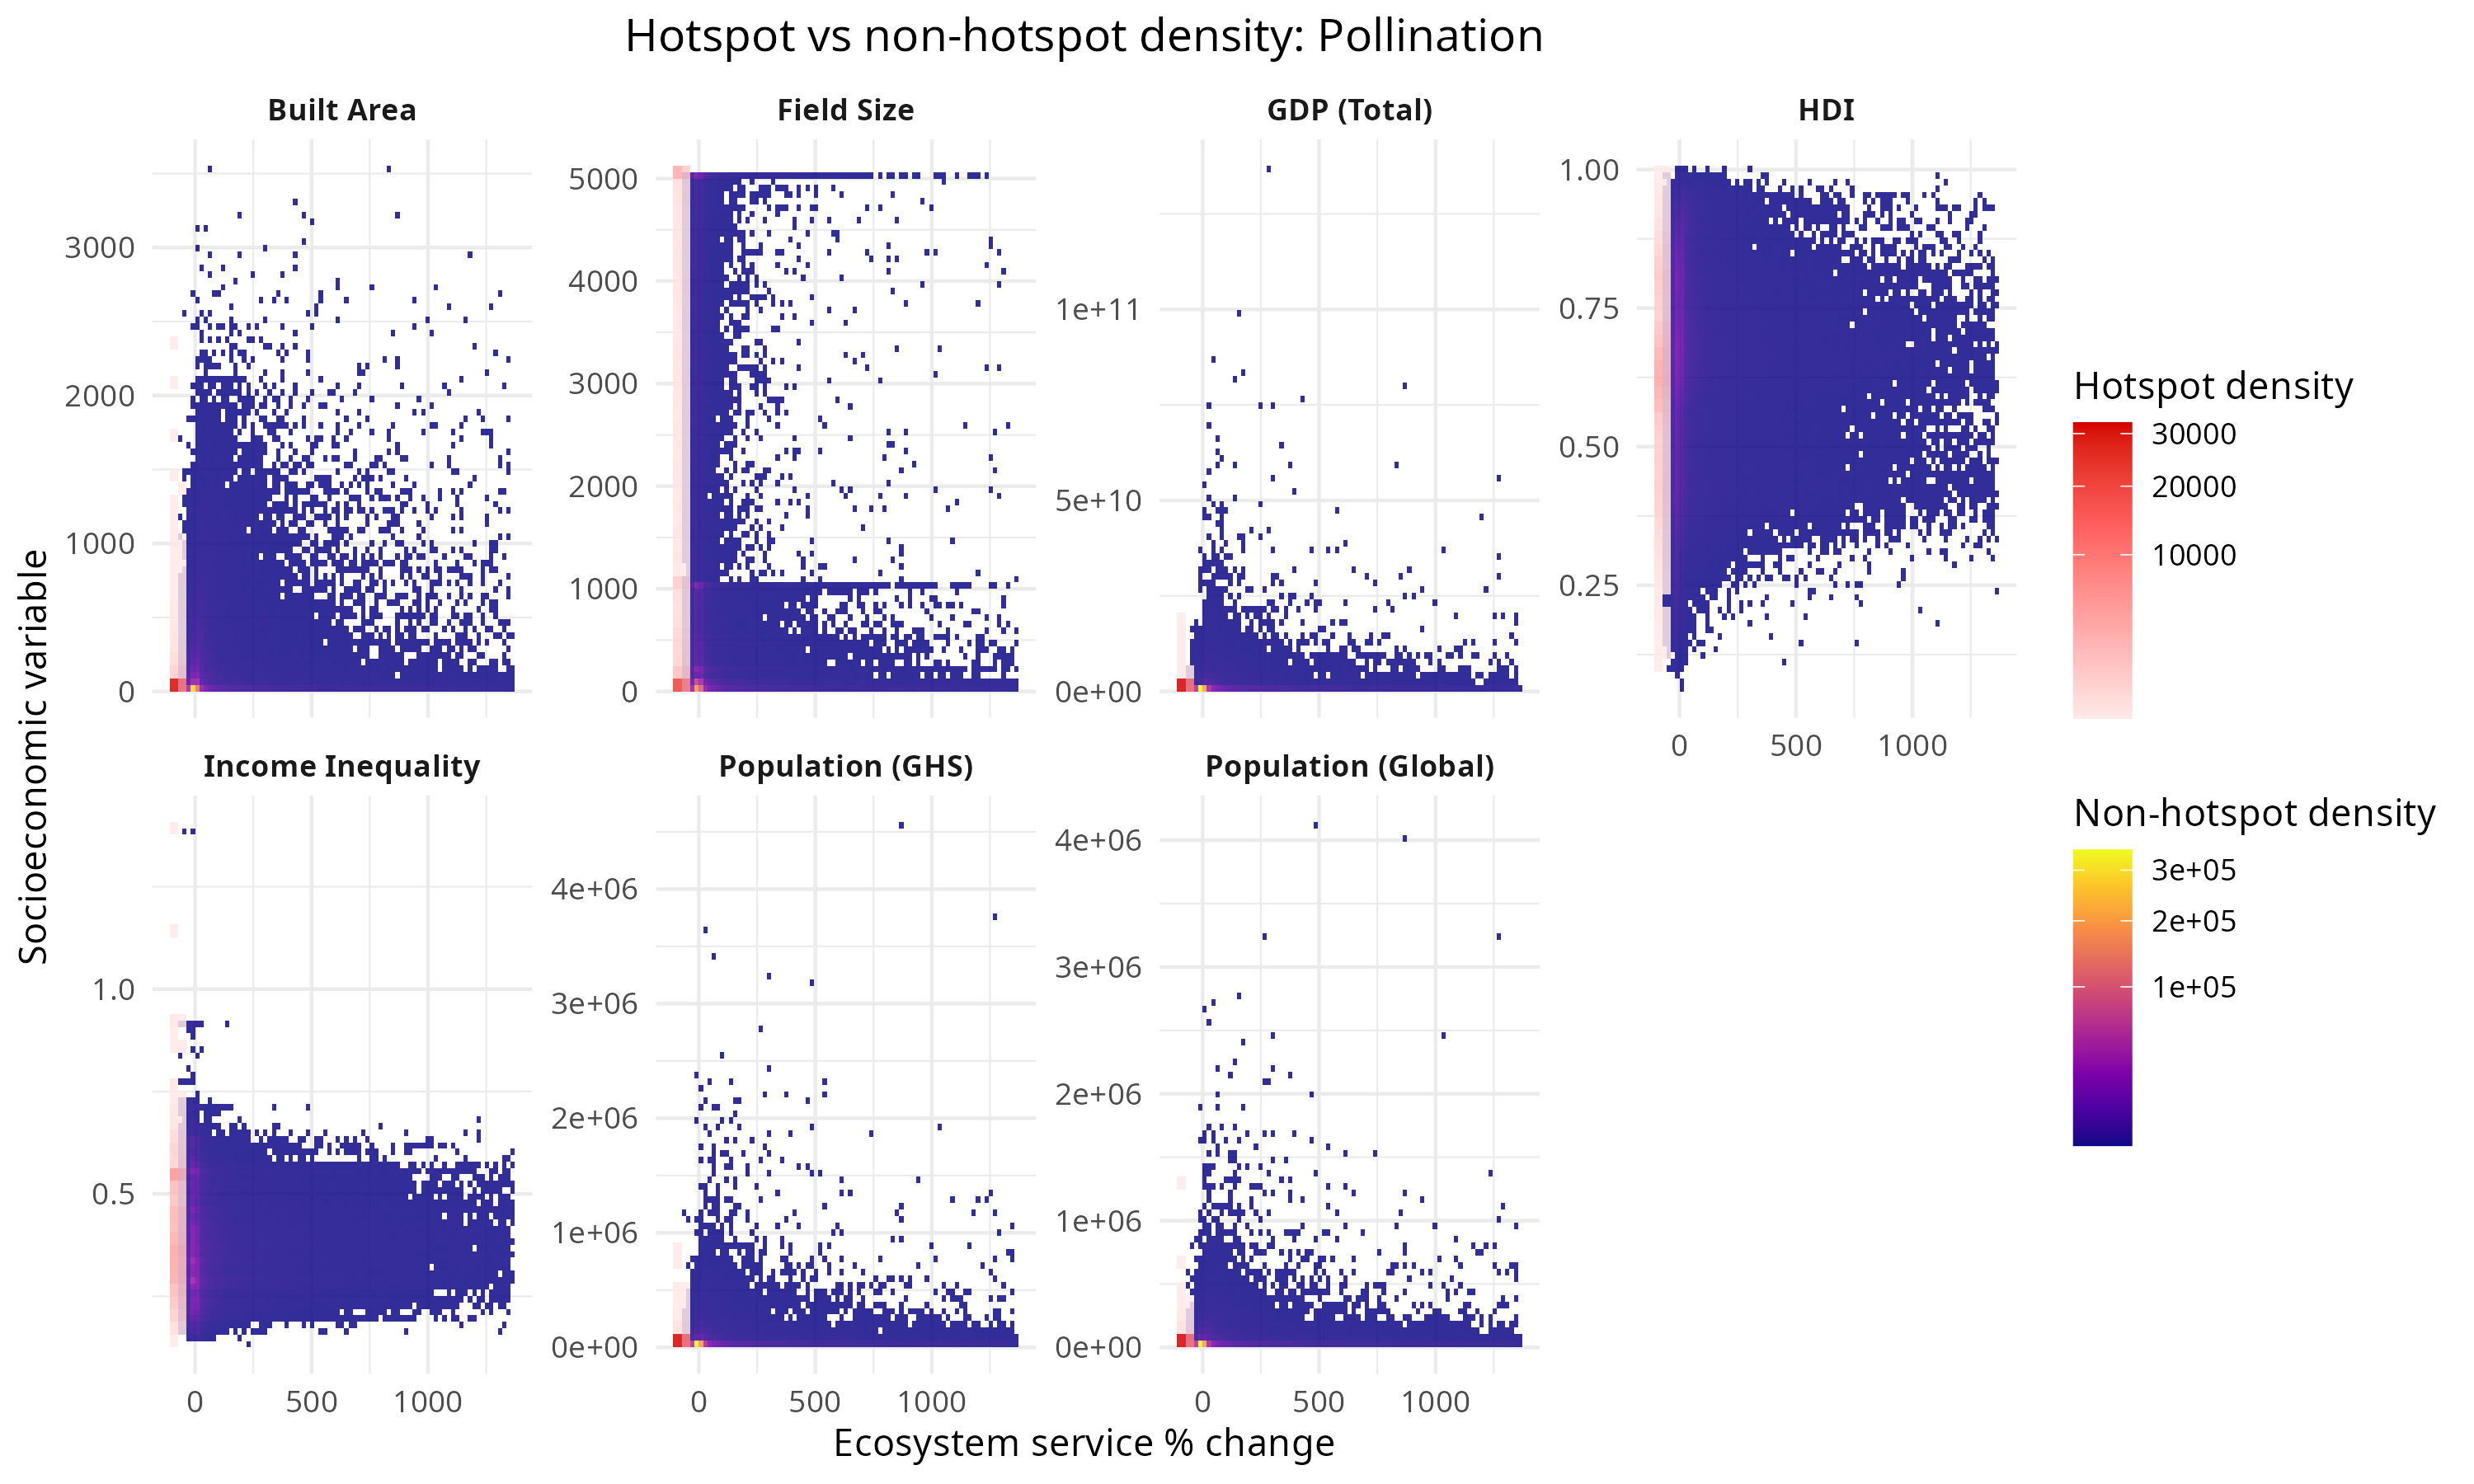 Hotspot vs non-hotspot density: Pollination
Built Area
Field Size
GDP (Total)
HDI
3000
2000
1000
0
5000
4000
3000
2000
1000
0
1e+11
5e+10
0e+00
1.00
0.75
0.50
0.25
0 500 1000
Income Inequality
Population (GHS)
Population (Global)
1.0
0.5
4e+06
3e+06
2e+06
1e+06
0e+00
4e+06
3e+06
2e+06
1e+06
0e+00
0 500 1000
0 500 1000
0 500 1000
Ecosystem service % change
Socioeconomic variable
Hotspot density
30000
20000
10000
Non-hotspot density
3e+05
2e+05
1e+05